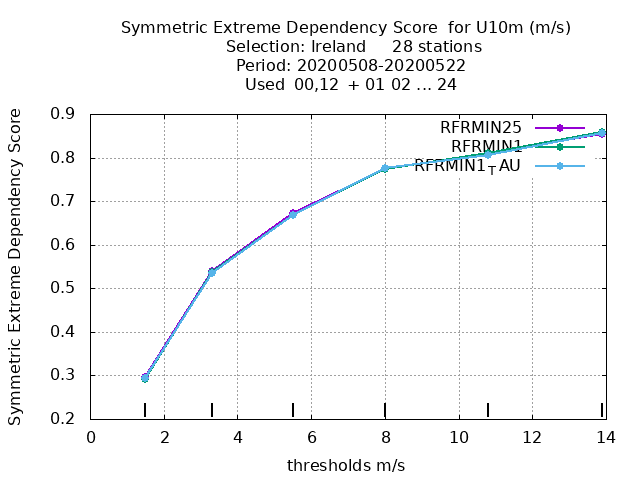 Symmetric Extreme Dependency Score for U10m (m/s)
Selection: Ireland 28 stations
Period: 20200508-20200522
Used 00,12 + 01 02 ... 24
Symmetric Extreme Dependency Score
0.9
0.8
0.7
0.6
0.5
0.4
0.3
0.2
RFRMIN25
RFRMIN1
RFRMIN1TAU
0 2 4 6 8 10 12 14
thresholds m/s